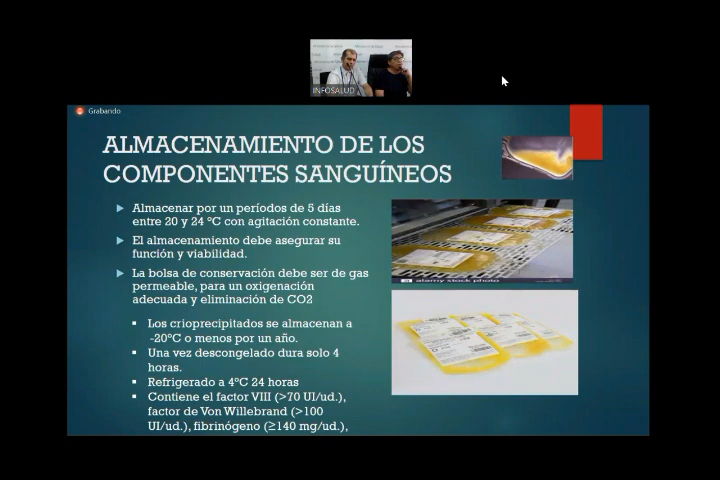 INFOSALUD
Grabando
ALMACENAMIENTO DE LOS
COMPONENTES SANGUÍNEOS
Almacenar por un períodos de 5 días
entre 20 y 24 °C con agitación constante.
El almacenamiento debe asegurar su
función y viabilidad.
La bolsa de conservación debe ser de gas
permeable, para un oxigenación
adecuada y eliminación de CO2
Los crioprecipitados se almacenan a
-20°C o menos por un año.
Una vez descongelado dura solo 4
horas.
Refrigerado a 4°C 24 horas
Contiene el factor VIII (>70 UI/ud.),
factor de Von Willebrand (>100
UI/ud.), fibrinógeno (≥140 mg/ud.),
alamy stock photo